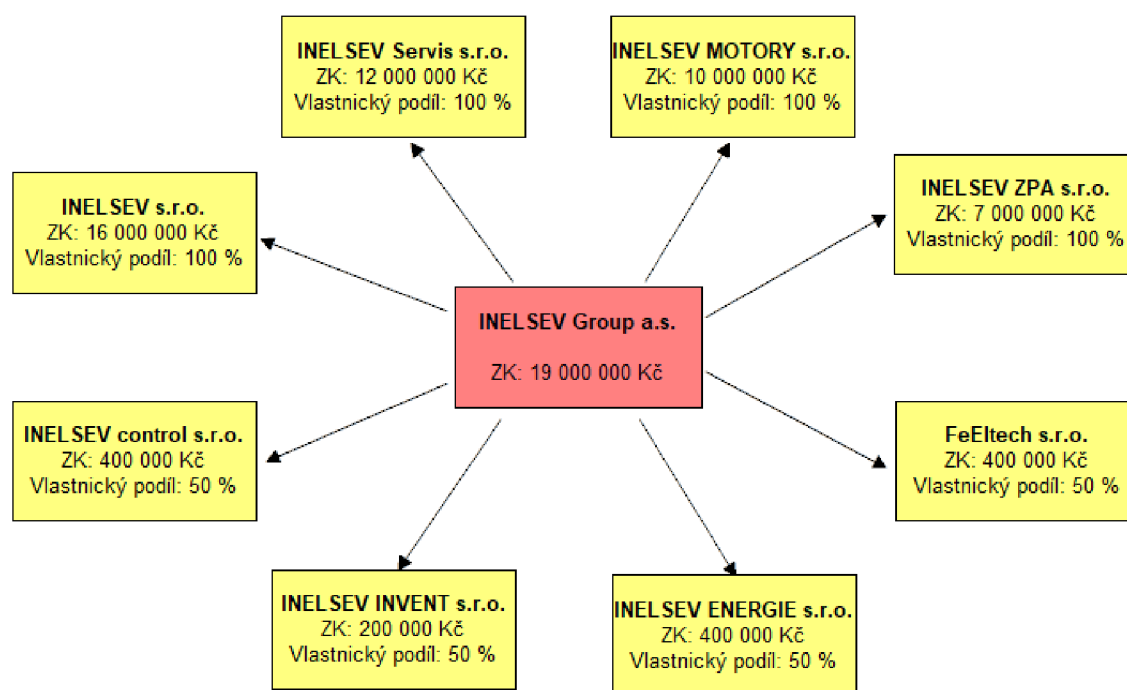 INELSEV Servis s.r.o.
ZK: 12 000 000 Kč
Vlastnický podíl: 100 %
INELSEV MOTORY s.r.o.
ZK: 10 000 000 Kč
Vlastnický podíl: 100 %
INELSEV s.r.o.
ZK: 16 000 000 Kč
Vlastnický podíl: 100 %
INELSEV ZPA s.r.o.
ZK: 7 000 000 Kč
Vlastnický podíl: 100 %
INELSEV Group a.s.
ZK: 19 000 000 Kč
INELSEV control s.r.o.
ZK: 400 000 Kč
Vlastnický podíl: 50 %
FeEltech s.r.o.
ZK: 400 000 Kč
Vlastnický podíl: 50 %
INELSEV INVENT s.r.o.
ZK: 200 000 Kč
Vlastnický podíl: 50 %
INELSEV ENERGIE s.r.o.
ZK: 400 000 Kč
Vlastnický podíl: 50 %